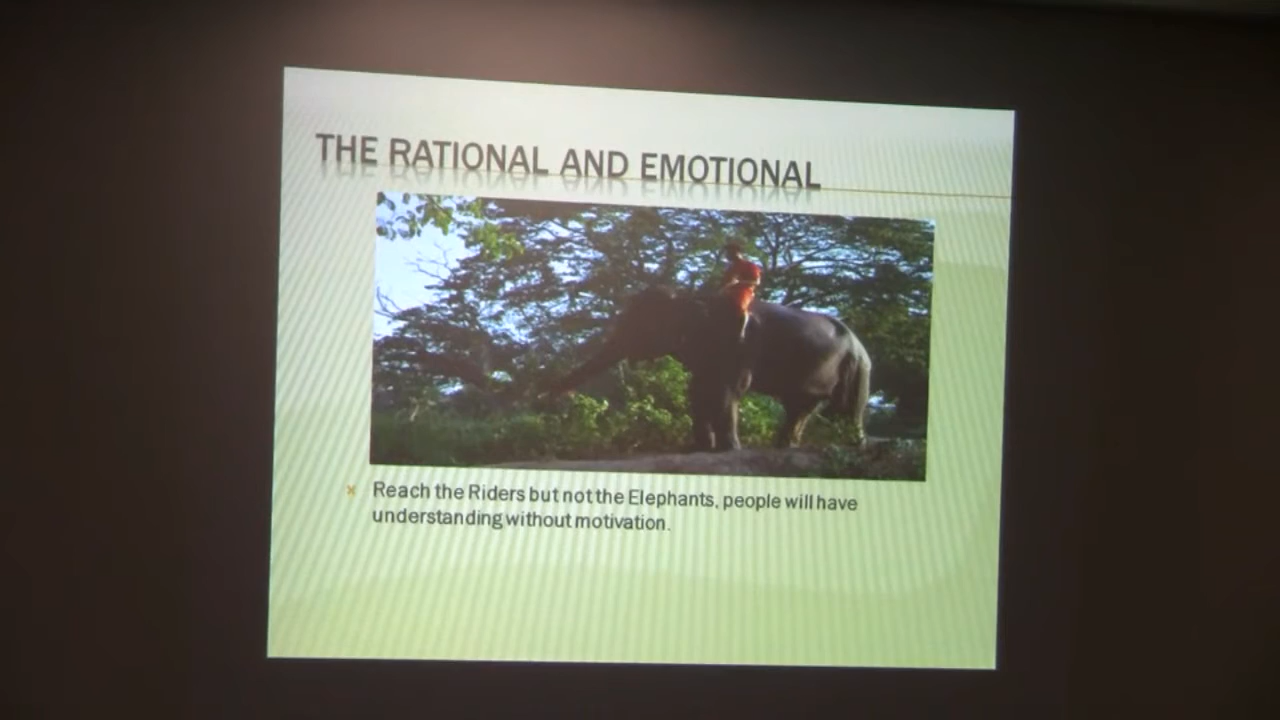 THE RATIONAL AND EMOTIONAL
Reach the Riders but not the Elephants, people will have
understanding without motivation.